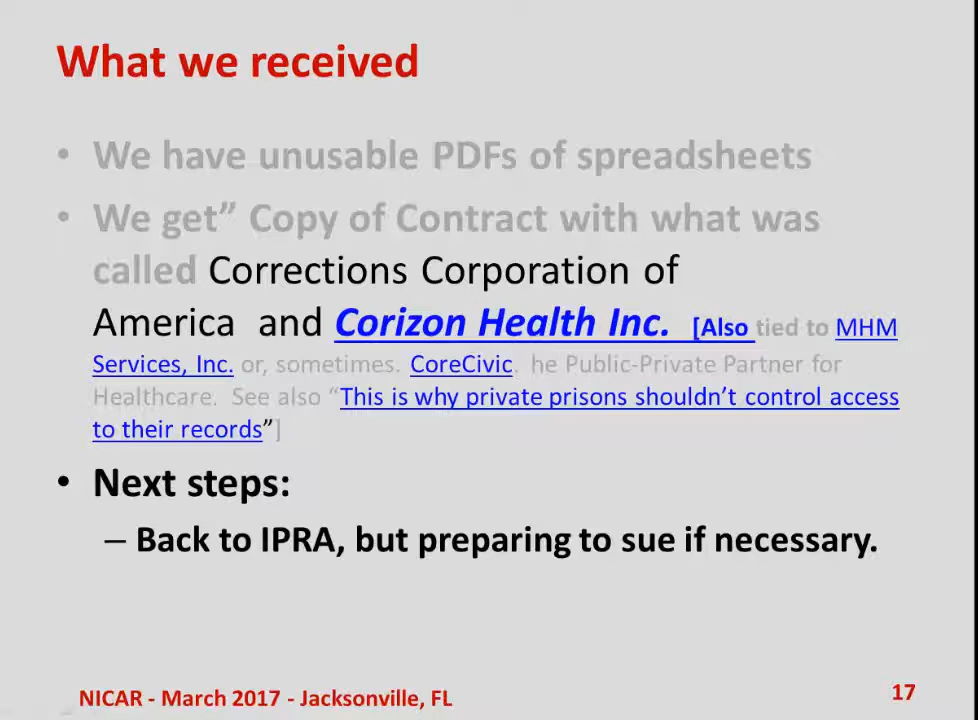 What we received
• We have unusable PDFs of spreadsheets
• We get” Copy of Contract with what was
called Corrections Corporation of
America and Corizon Health Inc. [Also tied to MHM
Services, Inc. or, sometimes. CoreCivic. he Public-Private Partner for
Healthcare. See also “This is why private prisons shouldn’t control access
to their records”]
• Next steps:
– Back to IPRA, but preparing to sue if necessary.
NICAR - March 2017 - Jacksonville, FL
17